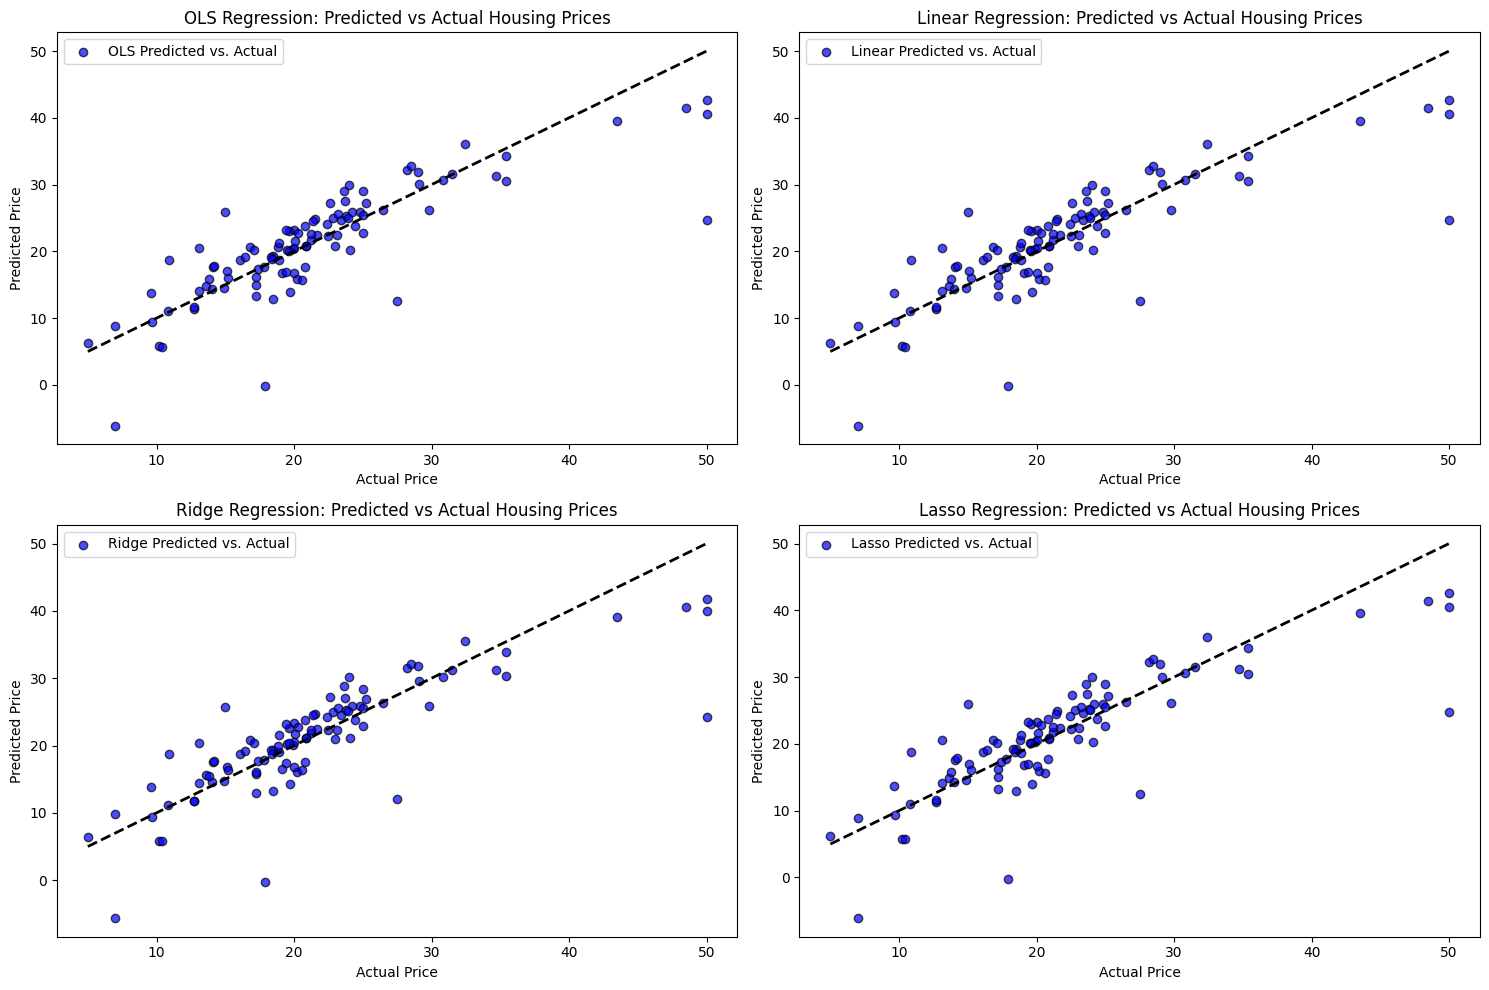 OLS Regression: Predicted vs Actual Housing Prices
OLS Predicted vs. Actual
50
40
30
20
10
0
Predicted Price
10
20
30
40
50
Actual Price
Linear Regression: Predicted vs Actual Housing Prices
Linear Predicted vs. Actual
50
40
30
20
10
0
Predicted Price
10
20
30
40
50
Actual Price
Ridge Regression: Predicted vs Actual Housing Prices
Ridge Predicted vs. Actual
50
40
30
20
10
0
Predicted Price
10
20
30
40
50
Actual Price
Lasso Regression: Predicted vs Actual Housing Prices
Lasso Predicted vs. Actual
50
40
30
20
10
0
Predicted Price
10
20
30
40
50
Actual Price